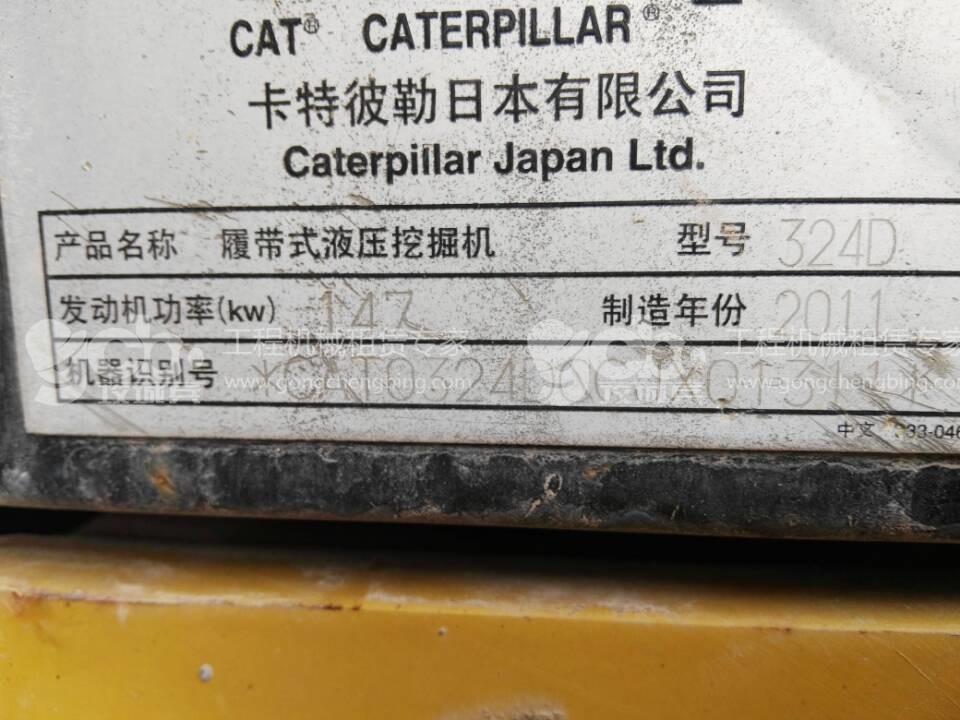 CAT® CATERPILLAR®
卡特彼勒日本有限公司
Caterpillar Japan Ltd.
产品名称 履带式液压挖掘机 型号 324D
发动机功率(kw) 147 制造年份 2011
工程机械租赁专家 工程机械租赁专家
机器识别号
www.gongchengbing.com www.gongchengbing.com
中文